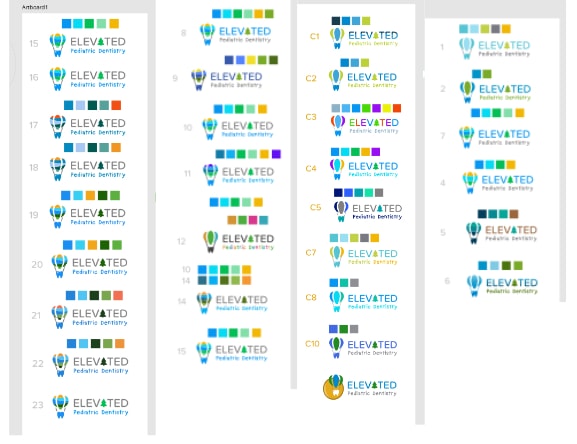 Artboard1
15
ELEVATED
Pediatric Dentistry
16
ELEVATED
Pediatric Dentistry
17
ELEVATED
Pediatric Dentistry
18
ELEVATED
Pediatric Dentistry
19
ELEVATED
Pediatric Dentistry
20
ELEVATED
Pediatric Dentistry
21
ELEVATED
Pediatric Dentistry
22
ELEVATED
Pediatric Dentistry
23
ELEVATED
Pediatric Dentistry
8
ELEVATED
Pediatric Dentistry
9
ELEVATED
Pediatric Dentistry
10
ELEVATED
Pediatric Dentistry
11
ELEVATED
Pediatric Dentistry
12
ELEVATED
Pediatric Dentistry
10
14
14
ELEVATED
Pediatric Dentistry
15
ELEVATED
Pediatric Dentistry
C1
ELEVATED
Pediatric Dentistry
C2
ELEVATED
Pediatric Dentistry
C3
ELEVATED
Pediatric Dentistry
C4
ELEVATED
Pediatric Dentistry
C5
ELEVATED
Pediatric Dentistry
C7
ELEVATED
Pediatric Dentistry
C8
ELEVATED
Pediatric Dentistry
C10
ELEVATED
Pediatric Dentistry
ELEVATED
Pediatric Dentistry
1
ELEVATED
Pediatric Dentistry
2
ELEVATED
Pediatric Dentistry
7
ELEVATED
Pediatric Dentistry
4
ELEVATED
Pediatric Dentistry
5
ELEVATED
Pediatric Dentistry
6
ELEVATED
Pediatric Dentistry